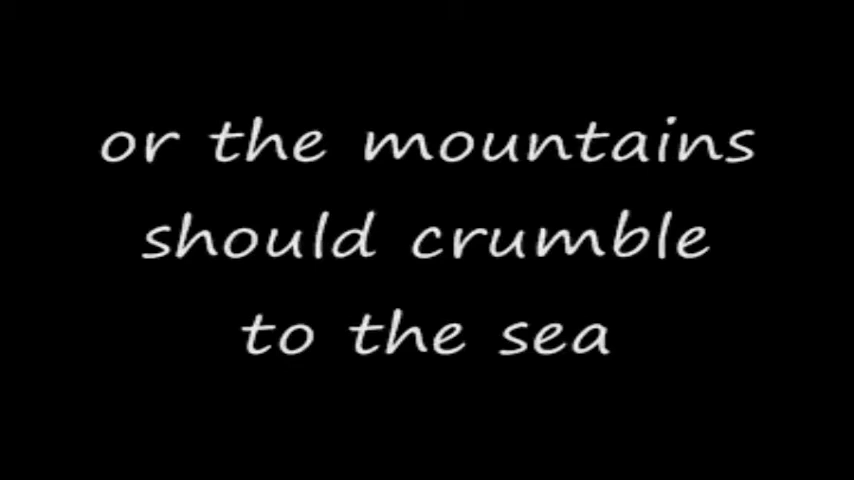 or the mountains
should crumble
to the sea